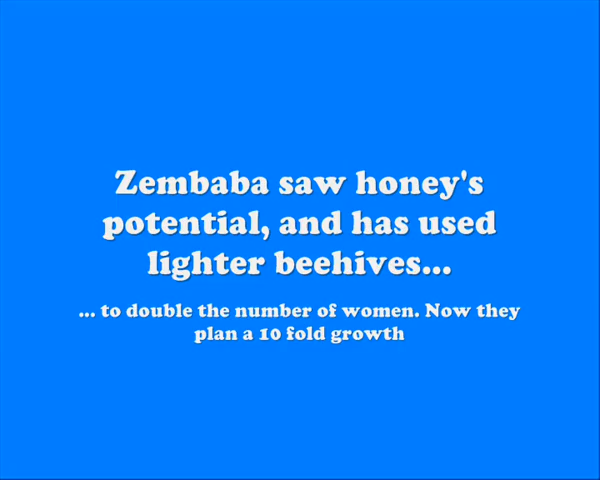 Zembaba saw honey's
potential, and has used
lighter beehives...
... to double the number of women. Now they
plan a 10 fold growth